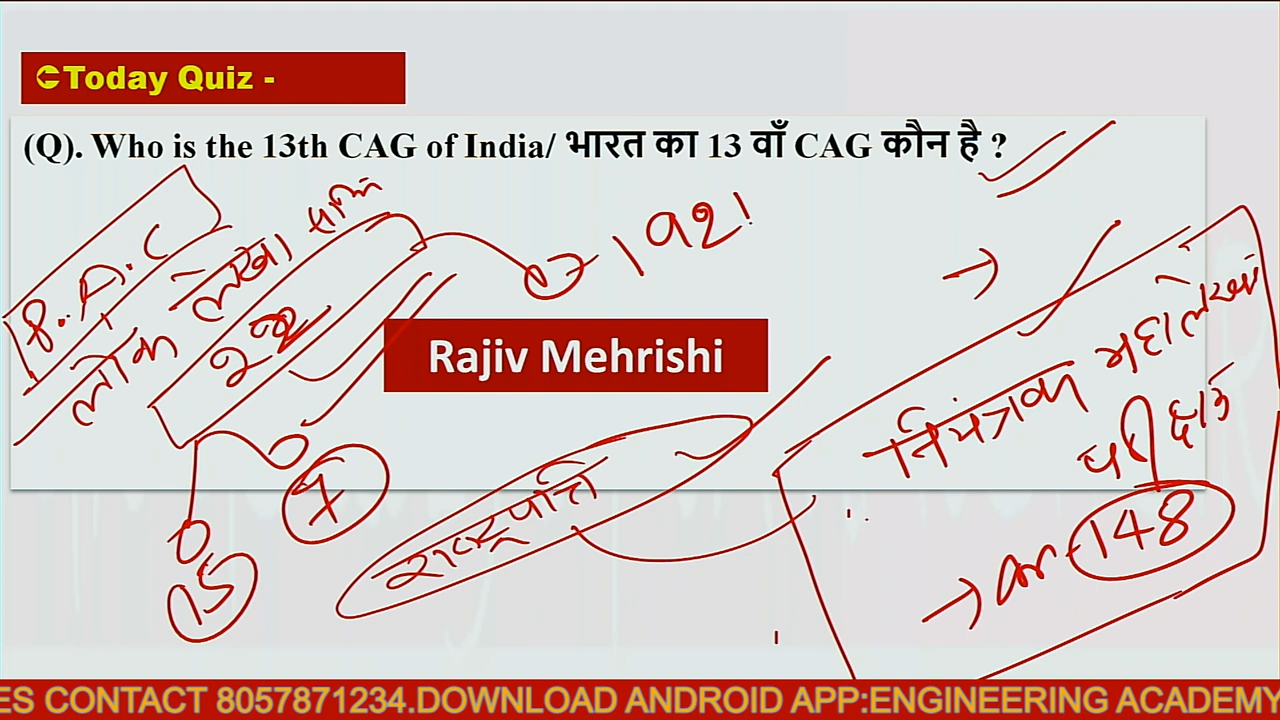 Today Quiz -
(Q). Who is the 13th CAG of India/ भारत का 13 वाँ CAG कौन है ?
P.A.C
लोक लेखा समिति
22
1921
Rajiv Mehrishi
नियंत्रक महालेखा
परीक्षक
148
राष्ट्रपति
7
15
ES CONTACT 8057871234.DOWNLOAD ANDROID APP:ENGINEERING ACADEMY